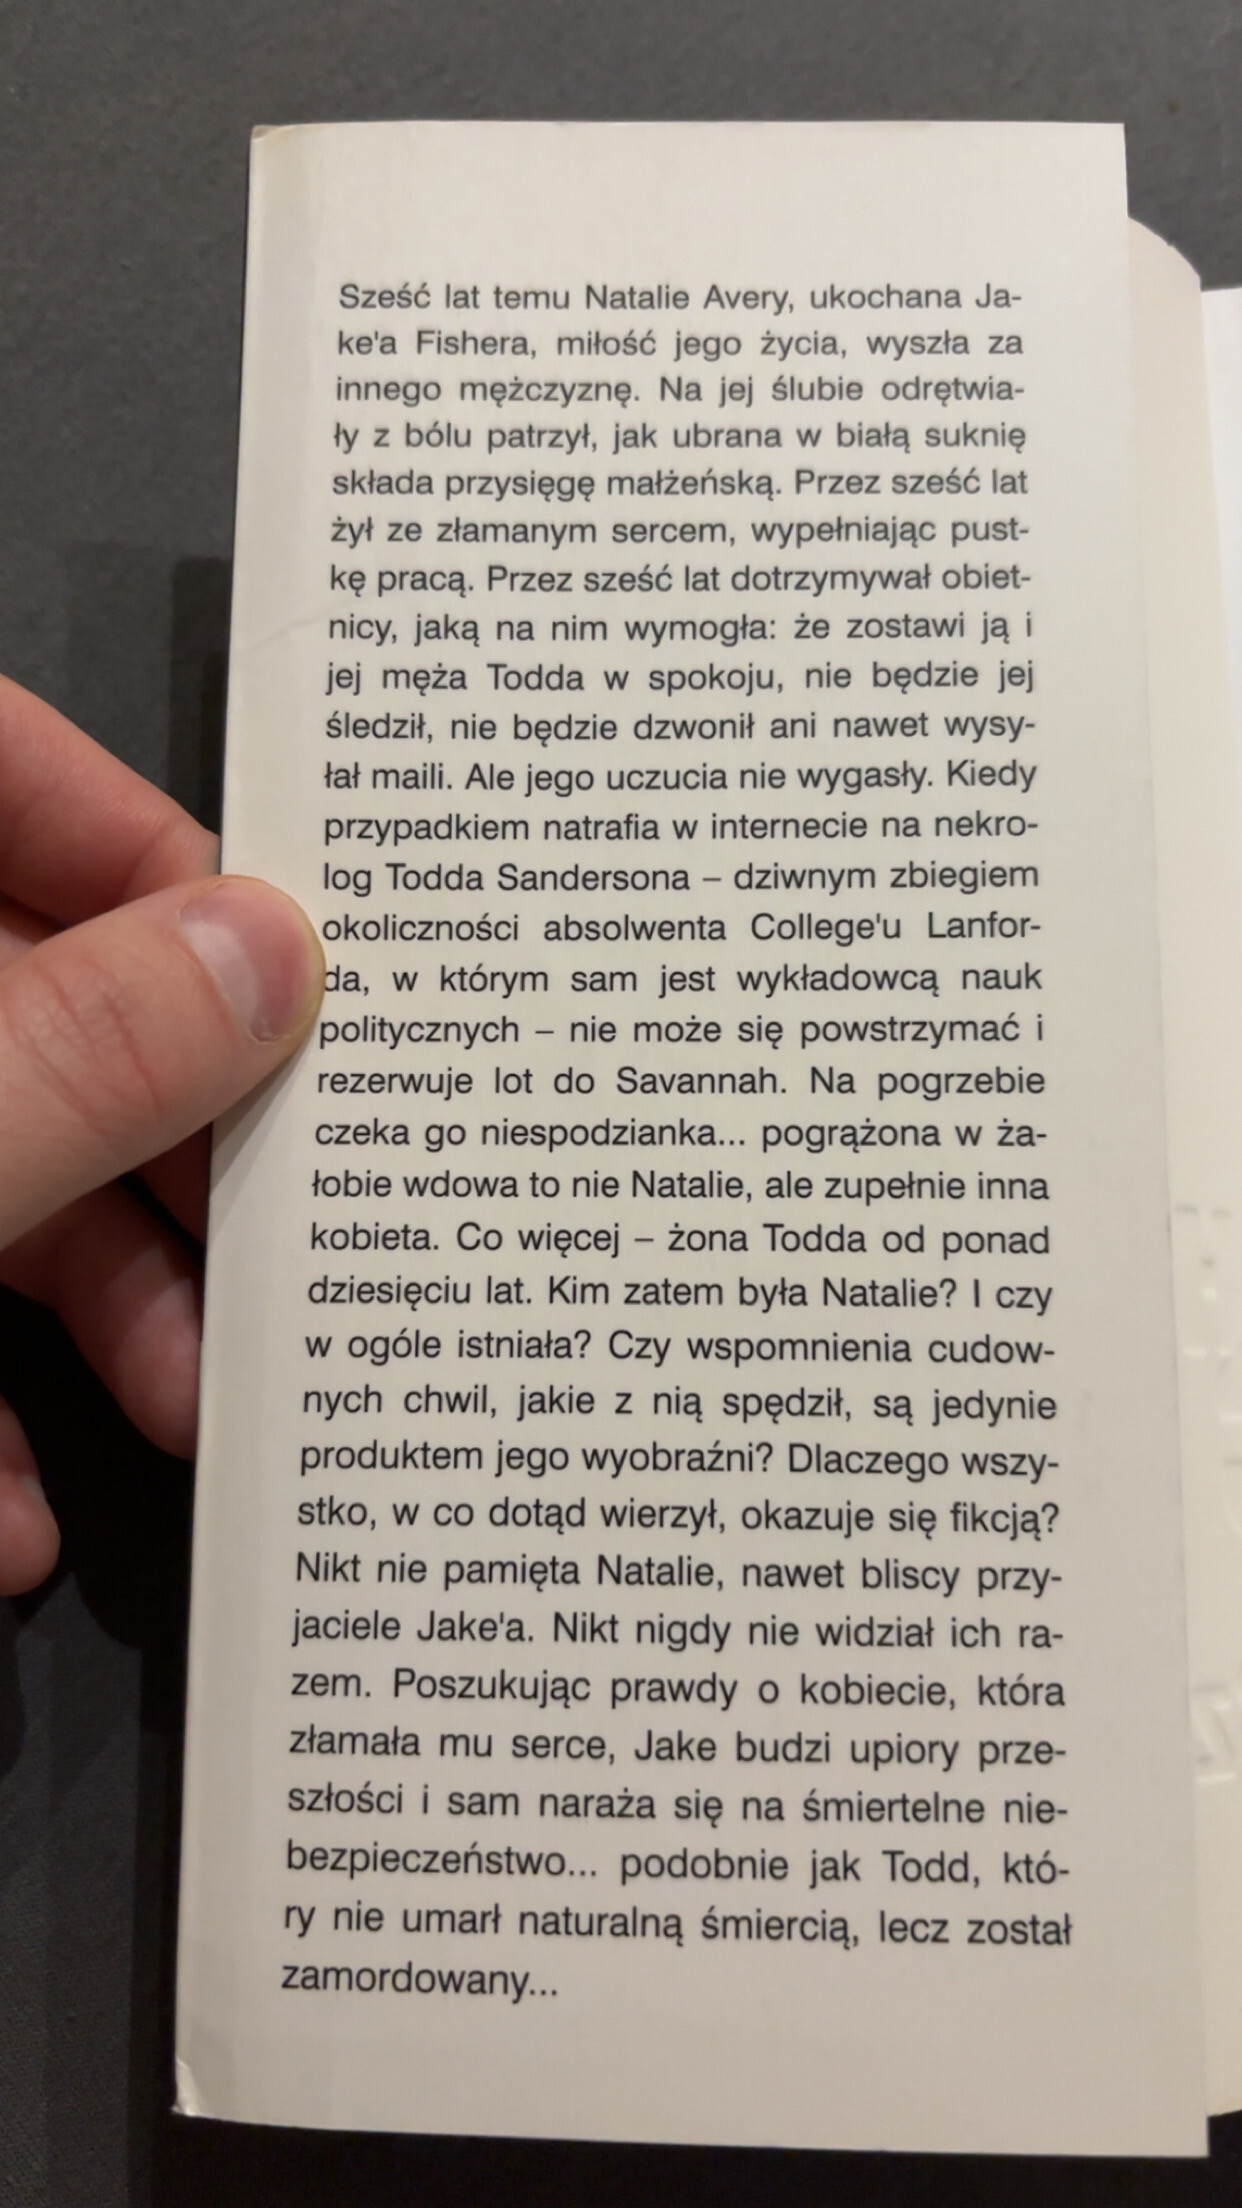 Sześć lat temu Natalie Avery, ukochana Ja-
ke'a Fishera, miłość jego życia, wyszła za
innego mężczyznę. Na jej ślubie odrętwia-
ły z bólu patrzył, jak ubrana w białą suknię
składa przysięgę małżeńską. Przez sześć lat
żył ze złamanym sercem, wypełniając pust-
kę pracą. Przez sześć lat dotrzymywał obiet-
nicy, jaką na nim wymogła: że zostawi ją i
jej męża Todda w spokoju, nie będzie jej
śledził, nie będzie dzwonił ani nawet wysy-
łał maili. Ale jego uczucia nie wygasły. Kiedy
przypadkiem natrafia w internecie na nekro-
log Todda Sandersona – dziwnym zbiegiem
okoliczności absolwenta College'u Lanfor-
da, w którym sam jest wykładowcą nauk
politycznych – nie może się powstrzymać i
rezerwuje lot do Savannah. Na pogrzebie
czeka go niespodzianka... pogrążona w ża-
łobie wdowa to nie Natalie, ale zupełnie inna
kobieta. Co więcej – żona Todda od ponad
dziesięciu lat. Kim zatem była Natalie? I czy
w ogóle istniała? Czy wspomnienia cudow-
nych chwil, jakie z nią spędził, są jedynie
produktem jego wyobraźni? Dlaczego wszy-
stko, w co dotąd wierzył, okazuje się fikcją?
Nikt nie pamięta Natalie, nawet bliscy przy-
jaciele Jake'a. Nikt nigdy nie widział ich ra-
zem. Poszukując prawdy o kobiecie, która
złamała mu serce, Jake budzi upiory prze-
szłości i sam naraża się na śmiertelne nie-
bezpieczeństwo... podobnie jak Todd, któ-
ry nie umarł naturalną śmiercią, lecz został
zamordowany...